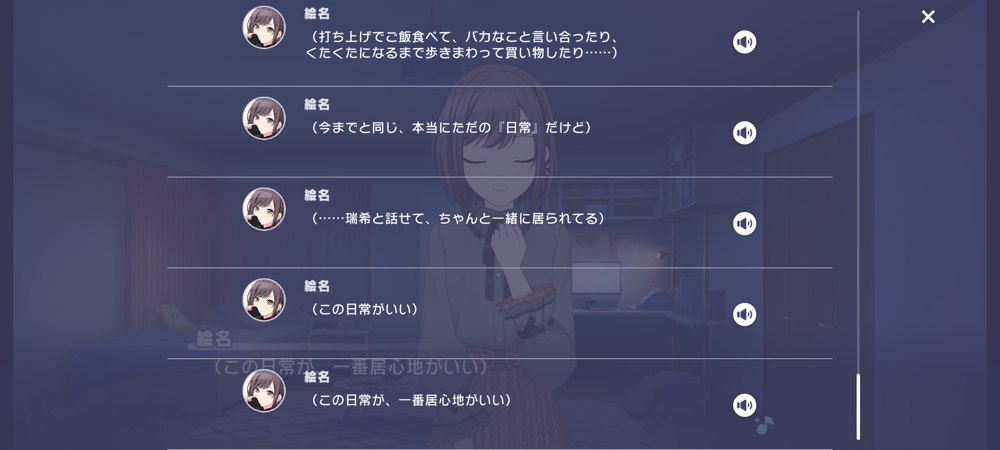 絵名
（打ち上げでご飯食べて、バカなこと言い合ったり、
くたくたになるまで歩きまわって買い物したり……）
絵名
（今までと同じ、本当にただの『日常』だけど）
絵名
（……瑞希と話せて、ちゃんと一緒に居られてる）
絵名
（この日常がいい）
絵名
（この日常が、一番居心地がいい）
絵名
（この日常が、一番居心地がいい）